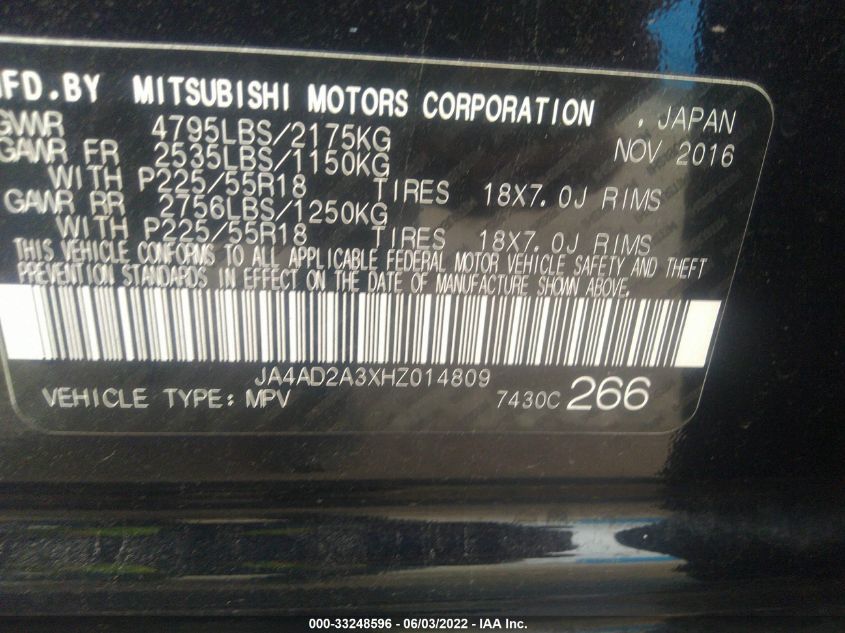 MFD.BY MITSUBISHI MOTORS CORPORATION , JAPAN
GVWR 4795LBS/2175KG NOV 2016
GAWR FR 2535LBS/1150KG
WITH P225/55R18 TIRES 18X7.0J RIMS
GAWR RR 2756LBS/1250KG
WITH P225/55R18 TIRES 18X7.0J RIMS
THIS VEHICLE CONFORMS TO ALL APPLICABLE FEDERAL MOTOR VEHICLE SAFETY AND THEFT
PREVENTION STANDARDS IN EFFECT ON THE DATE OF MANUFACTURE SHOWN ABOVE.
JA4AD2A3XHZ014809
VEHICLE TYPE: MPV 7430C 266
000-33248596 - 06/03/2022 - IAA Inc.